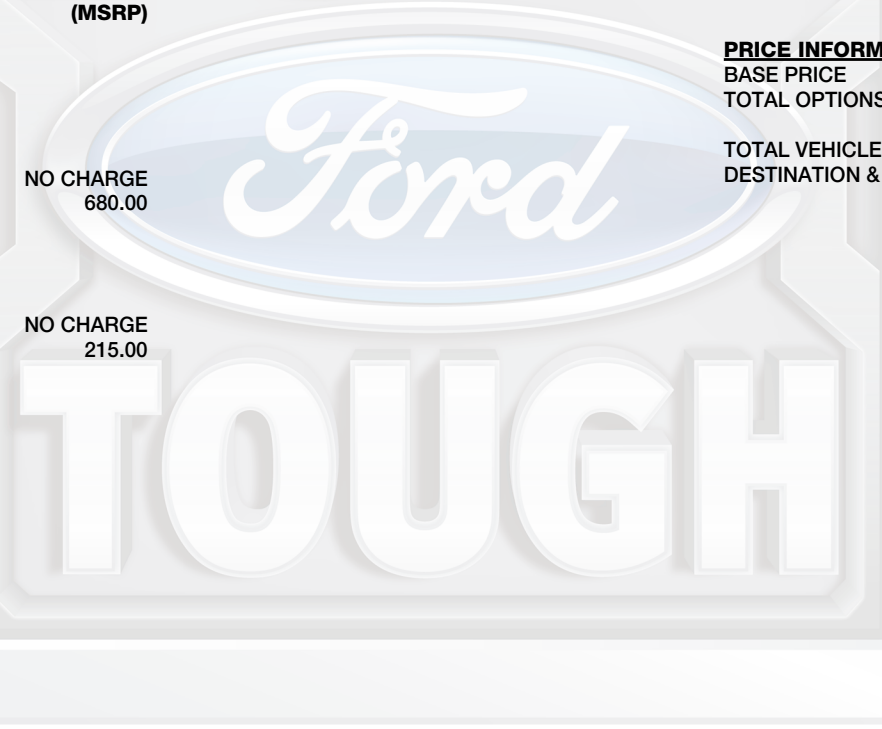 (MSRP)
NO CHARGE
680.00
NO CHARGE
215.00
PRICE INFORM
BASE PRICE
TOTAL OPTIONS
TOTAL VEHICLE
DESTINATION &
Ford
TOUGH